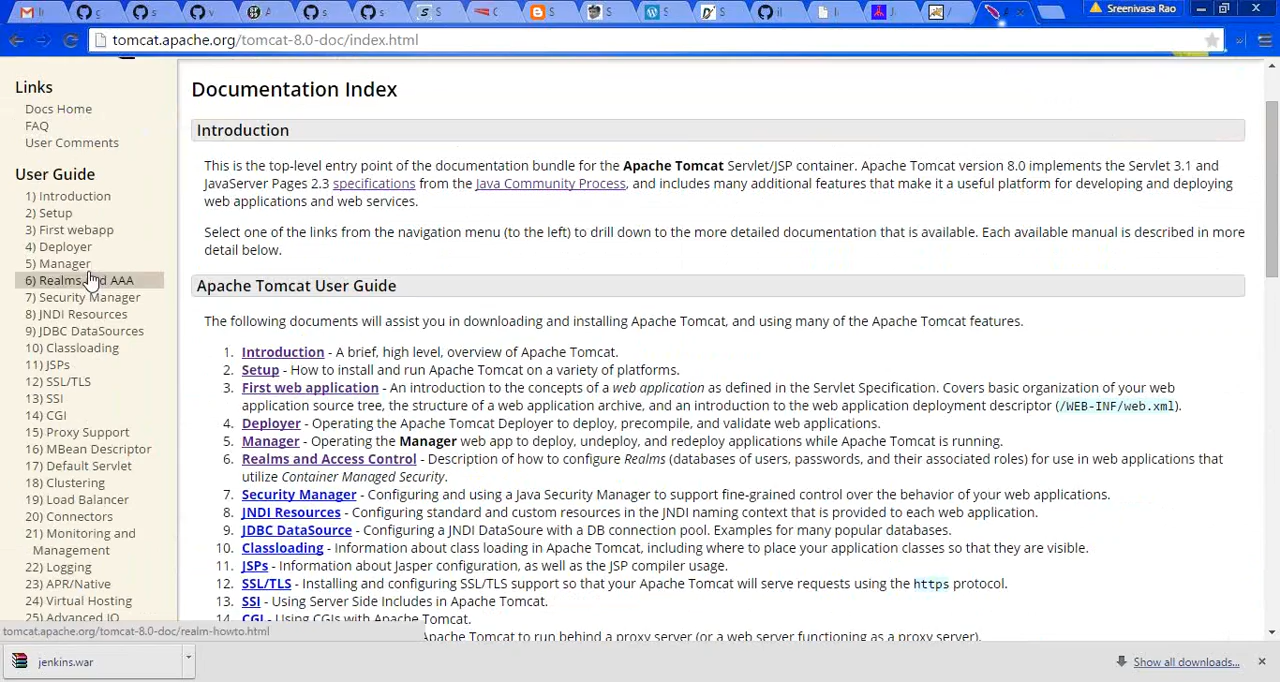 Sreenivasa Rao
tomcat.apache.org/tomcat-8.0-doc/index.html
Links
Docs Home
FAQ
User Comments
User Guide
1) Introduction
2) Setup
3) First webapp
4) Deployer
5) Manager
6) Realms and AAA
7) Security Manager
8) JNDI Resources
9) JDBC DataSources
10) Classloading
11) JSPs
12) SSL/TLS
13) SSI
14) CGI
15) Proxy Support
16) MBean Descriptor
17) Default Servlet
18) Clustering
19) Load Balancer
20) Connectors
21) Monitoring and
Management
22) Logging
23) APR/Native
24) Virtual Hosting
25) Advanced IO
Documentation Index
Introduction
This is the top-level entry point of the documentation bundle for the Apache Tomcat Servlet/JSP container. Apache Tomcat version 8.0 implements the Servlet 3.1 and
JavaServer Pages 2.3 specifications from the Java Community Process, and includes many additional features that make it a useful platform for developing and deploying
web applications and web services.
Select one of the links from the navigation menu (to the left) to drill down to the more detailed documentation that is available. Each available manual is described in more
detail below.
Apache Tomcat User Guide
The following documents will assist you in downloading and installing Apache Tomcat, and using many of the Apache Tomcat features.
1. Introduction - A brief, high level, overview of Apache Tomcat.
2. Setup - How to install and run Apache Tomcat on a variety of platforms.
3. First web application - An introduction to the concepts of a web application as defined in the Servlet Specification. Covers basic organization of your web
application source tree, the structure of a web application archive, and an introduction to the web application deployment descriptor (/WEB-INF/web.xml).
4. Deployer - Operating the Apache Tomcat Deployer to deploy, precompile, and validate web applications.
5. Manager - Operating the Manager web app to deploy, undeploy, and redeploy applications while Apache Tomcat is running.
6. Realms and Access Control - Description of how to configure Realms (databases of users, passwords, and their associated roles) for use in web applications that
utilize Container Managed Security.
7. Security Manager - Configuring and using a Java Security Manager to support fine-grained control over the behavior of your web applications.
8. JNDI Resources - Configuring standard and custom resources in the JNDI naming context that is provided to each web application.
9. JDBC DataSource - Configuring a JNDI DataSoure with a DB connection pool. Examples for many popular databases.
10. Classloading - Information about class loading in Apache Tomcat, including where to place your application classes so that they are visible.
11. JSPs - Information about Jasper configuration, as well as the JSP compiler usage.
12. SSL/TLS - Installing and configuring SSL/TLS support so that your Apache Tomcat will serve requests using the https protocol.
13. SSI - Using Server Side Includes in Apache Tomcat.
14. CGI - Using CGIs with Apache Tomcat.
Apache Tomcat to run behind a proxy server (or a web server functioning as a proxy server).
tomcat.apache.org/tomcat-8.0-doc/realm-howto.html
jenkins.war
Show all downloads...